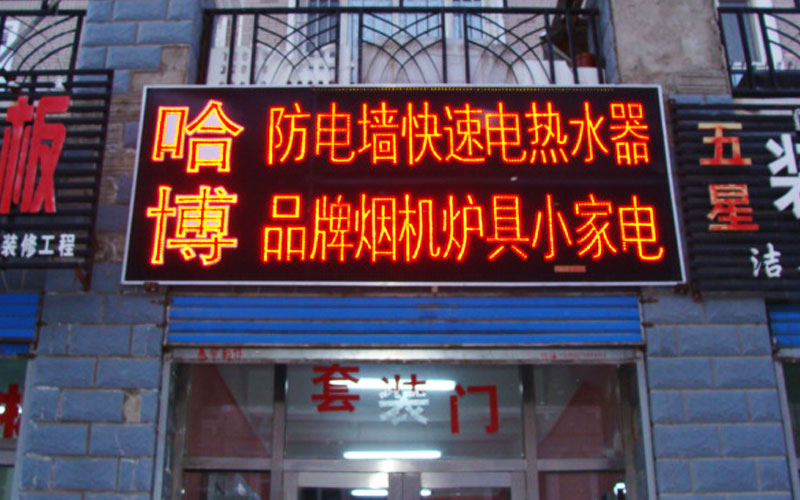 哈博
防电墙快速电热水器
品牌烟机炉具小家电
板
装修工程
五星
装
洁
套装门